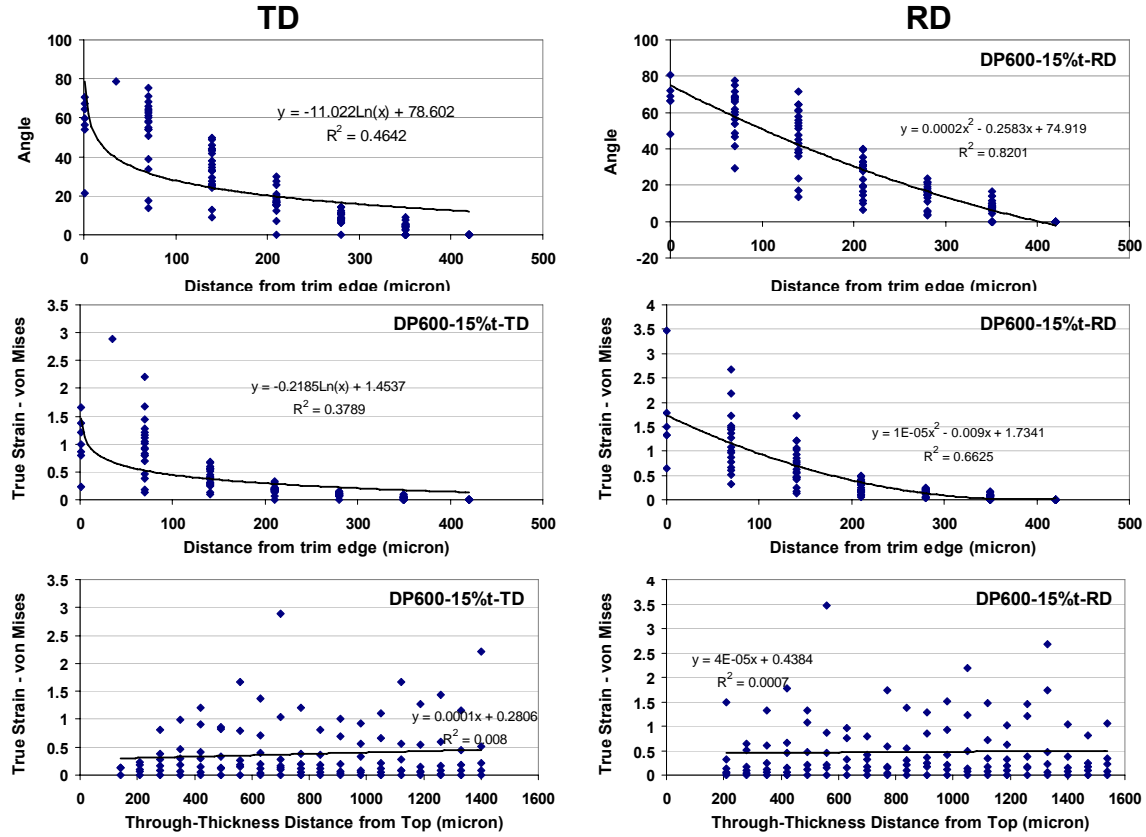 TD
RD
Angle
100
80
60
40
20
0
y = -11.022Ln(x) + 78.602
R² = 0.4642
0 100 200 300 400 500
Distance from trim edge (micron)
Angle
100
80
60
40
20
0
-20
DP600-15%t-RD
y = 0.0002x² - 0.2583x + 74.919
R² = 0.8201
0 100 200 300 400 500
Distance from trim edge (micron)
True Strain - von Mises
3.5
3
2.5
2
1.5
1
0.5
0
DP600-15%t-TD
y = -0.2185Ln(x) + 1.4537
R² = 0.3789
0 100 200 300 400 500
Distance from trim edge (micron)
True Strain - von Mises
4
3.5
3
2.5
2
1.5
1
0.5
0
DP600-15%t-RD
y = 1E-05x² - 0.009x + 1.7341
R² = 0.6625
0 100 200 300 400 500
Distance from trim edge (micron)
True Strain - von Mises
3.5
3
2.5
2
1.5
1
0.5
0
DP600-15%t-TD
y = 0.0001x + 0.2806
R² = 0.008
0 200 400 600 800 1000 1200 1400 1600
Through-Thickness Distance from Top (micron)
True Strain - von Mises
4
3.5
3
2.5
2
1.5
1
0.5
0
DP600-15%t-RD
y = 4E-05x + 0.4384
R² = 0.0007
0 200 400 600 800 1000 1200 1400 1600
Through-Thickness Distance from Top (micron)